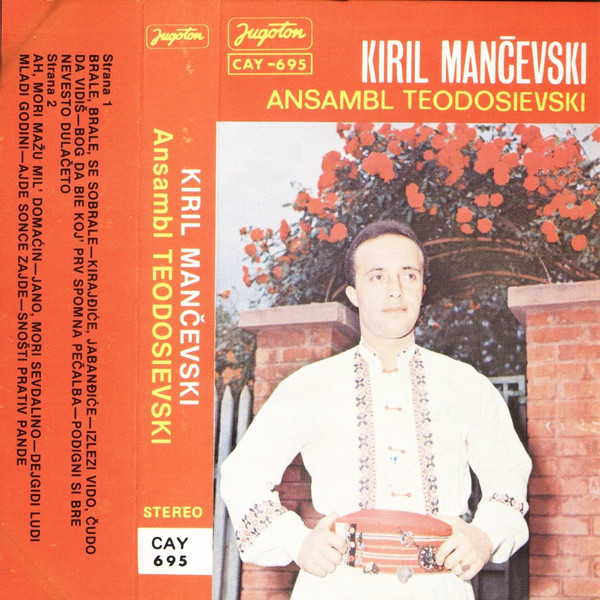 Strana 1
BRALE, BRALE, SE SOBRALE—KIRAJDIĆE, JABANĐIĆE—IZLEZI VIDO, ČUDO
DA VIDIŠ—BOG DA BIE KOJ' PRV SPOMNA PEČALBA—PODIGNI SI BRE
NEVESTO DULAČETO
Strana 2
AH, MORI MAŽU MIL' DOMAĆIN—JANO, MORI SEVDALINO—DEJGIDI LUDI
MLADI GODINI—AJDE SONCE ZAJDE—SNOŠTI PRATIV PANDE
Jugoton
KIRIL MANČEVSKI
Ansambl TEODOSIEVSKI
STEREO
CAY
695
Jugoton
CAY-695
KIRIL MANČEVSKI
ANSAMBL TEODOSIEVSKI